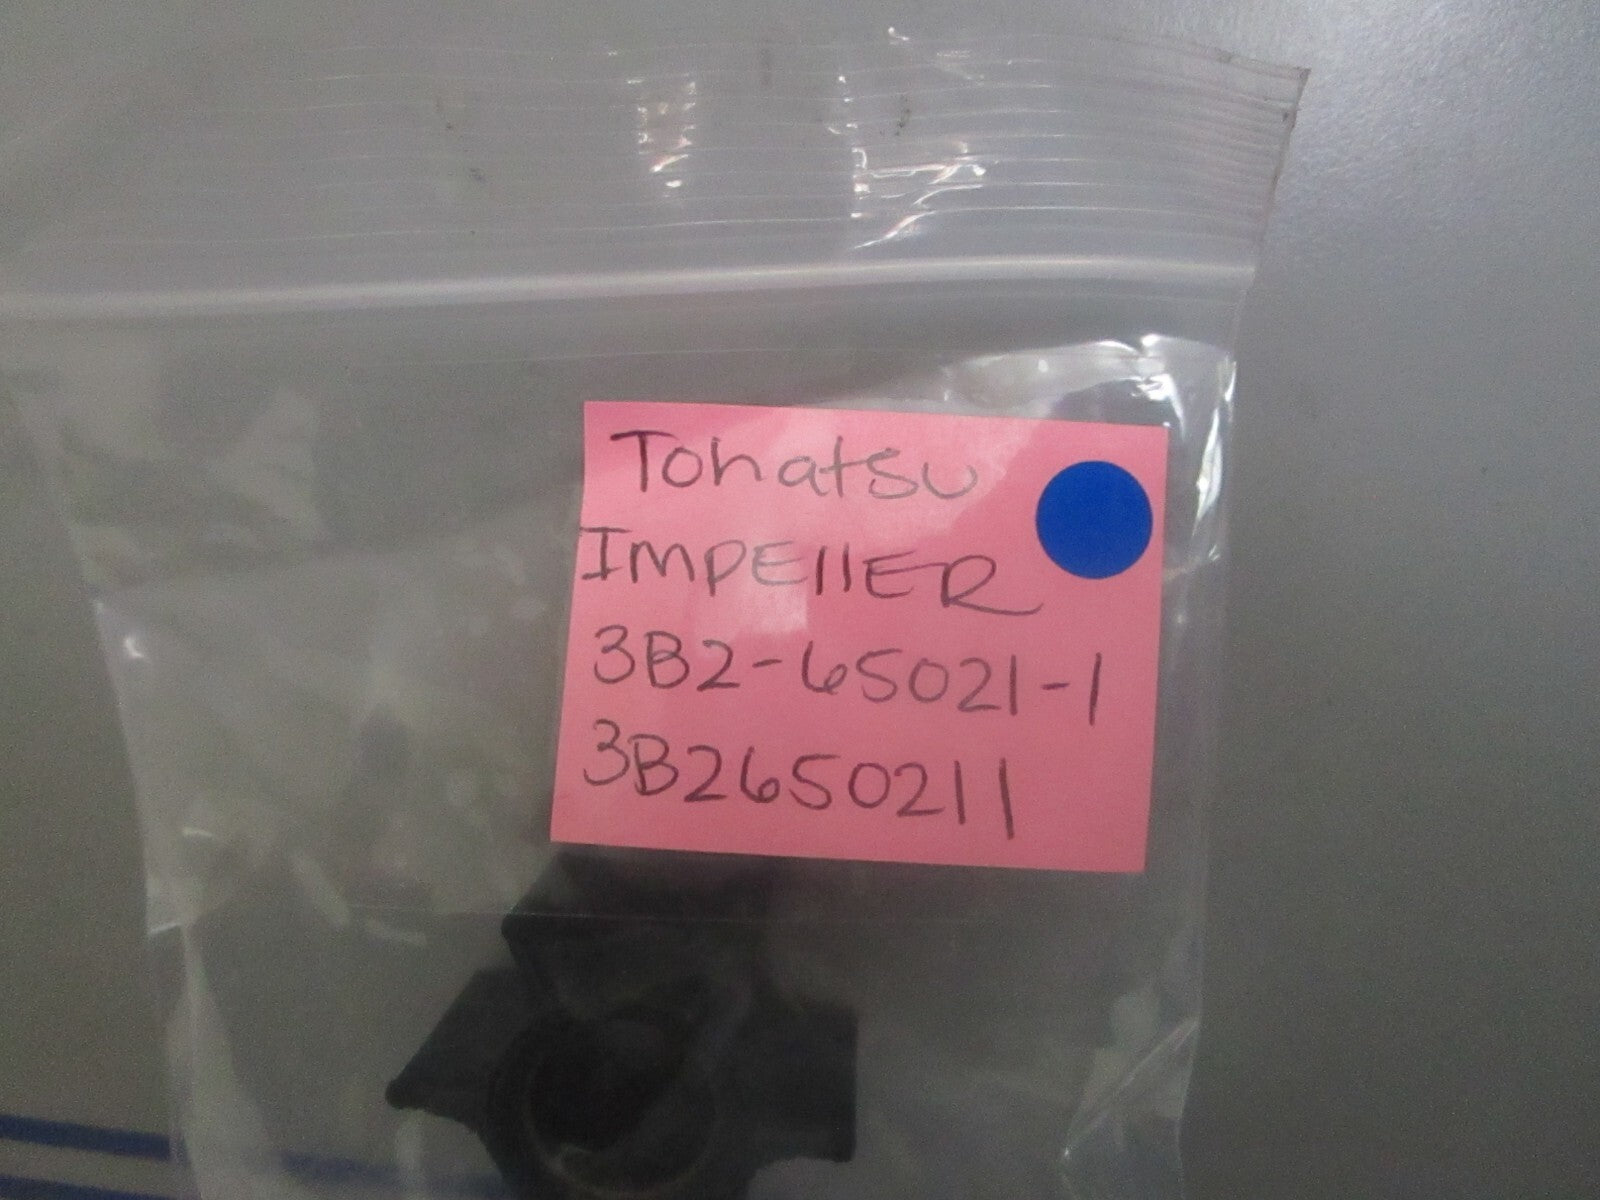 Tohatsu
IMPEllER
3B2-65021-1
3B2650211